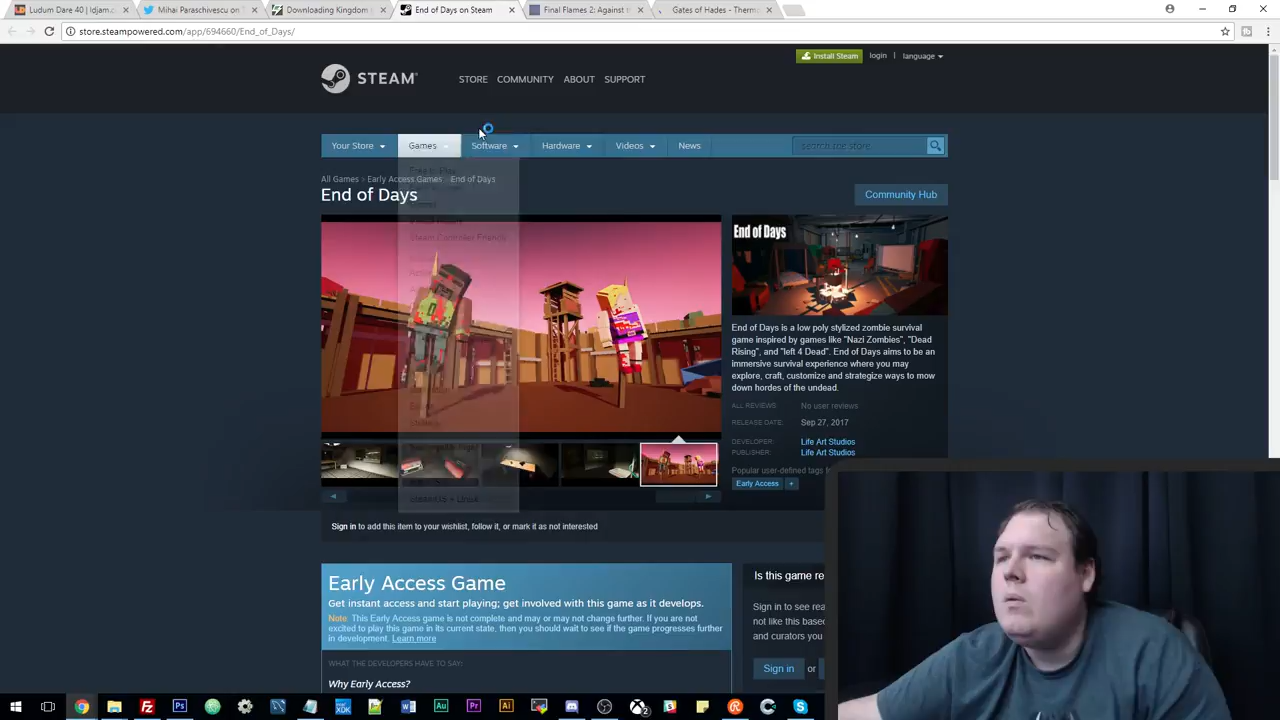 Ludum Dare 40 | ldjam.or
Mihai Paraschivescu on T
Downloading Kingdom
End of Days on Steam
Final Flames 2: Against th
Gates of Hades - Thermo
store.steampowered.com/app/694660/End_of_Days/
Install Steam
login
language
STEAM
STORE
COMMUNITY
ABOUT
SUPPORT
Your Store
Games
Software
Hardware
Videos
News
search the store
Free to Play
All Games > Early Access Games > End of Days
End of Days
Community Hub
Steam Controller Friendly
End of Days
End of Days is a low poly stylized zombie survival
game inspired by games like "Nazi Zombies", "Dead
Rising", and "left 4 Dead". End of Days aims to be an
immersive survival experience where you may
explore, craft, customize and strategize ways to mow
down hordes of the undead.
ALL REVIEWS: No user reviews
RELEASE DATE: Sep 27, 2017
DEVELOPER: Life Art Studios
PUBLISHER: Life Art Studios
Popular user-defined tags f
Early Access +
SteamOS + Linux
Sign in to add this item to your wishlist, follow it, or mark it as not interested
Early Access Game
Get instant access and start playing; get involved with this game as it develops.
Note: This Early Access game is not complete and may or may not change further. If you are
not excited to play this game in its current state, then you should wait to see if the game progresses further
in development. Learn more
WHAT THE DEVELOPERS HAVE TO SAY:
Why Early Access?
Is this game re
Sign in to see rea
not like this based
and curators you
Sign in or